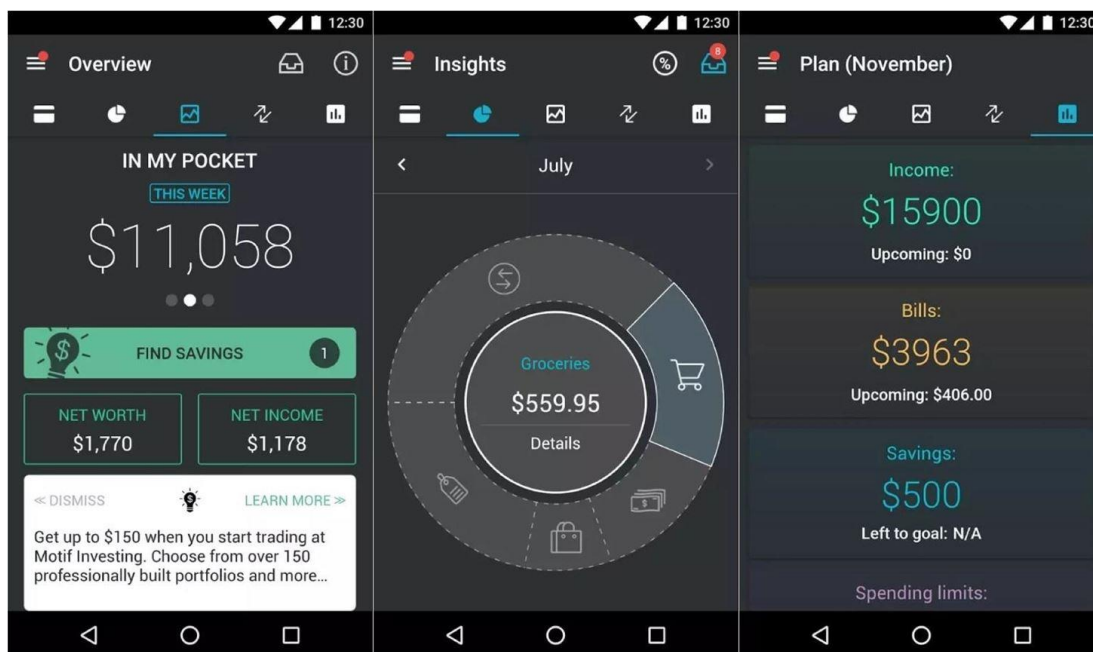 12:30
Overview
IN MY POCKET
THIS WEEK
$11,058
$
FIND SAVINGS
1
NET WORTH
$1,770
NET INCOME
$1,178
≪ DISMISS
$
LEARN MORE ≫
Get up to $150 when you start trading at
Motif Investing. Choose from over 150
professionally built portfolios and more...
12:30
Insights
%
8
July
Groceries
$559.95
Details
$
12:30
Plan (November)
Income:
$15900
Upcoming: $0
Bills:
$3963
Upcoming: $406.00
Savings:
$500
Left to goal: N/A
Spending limits: